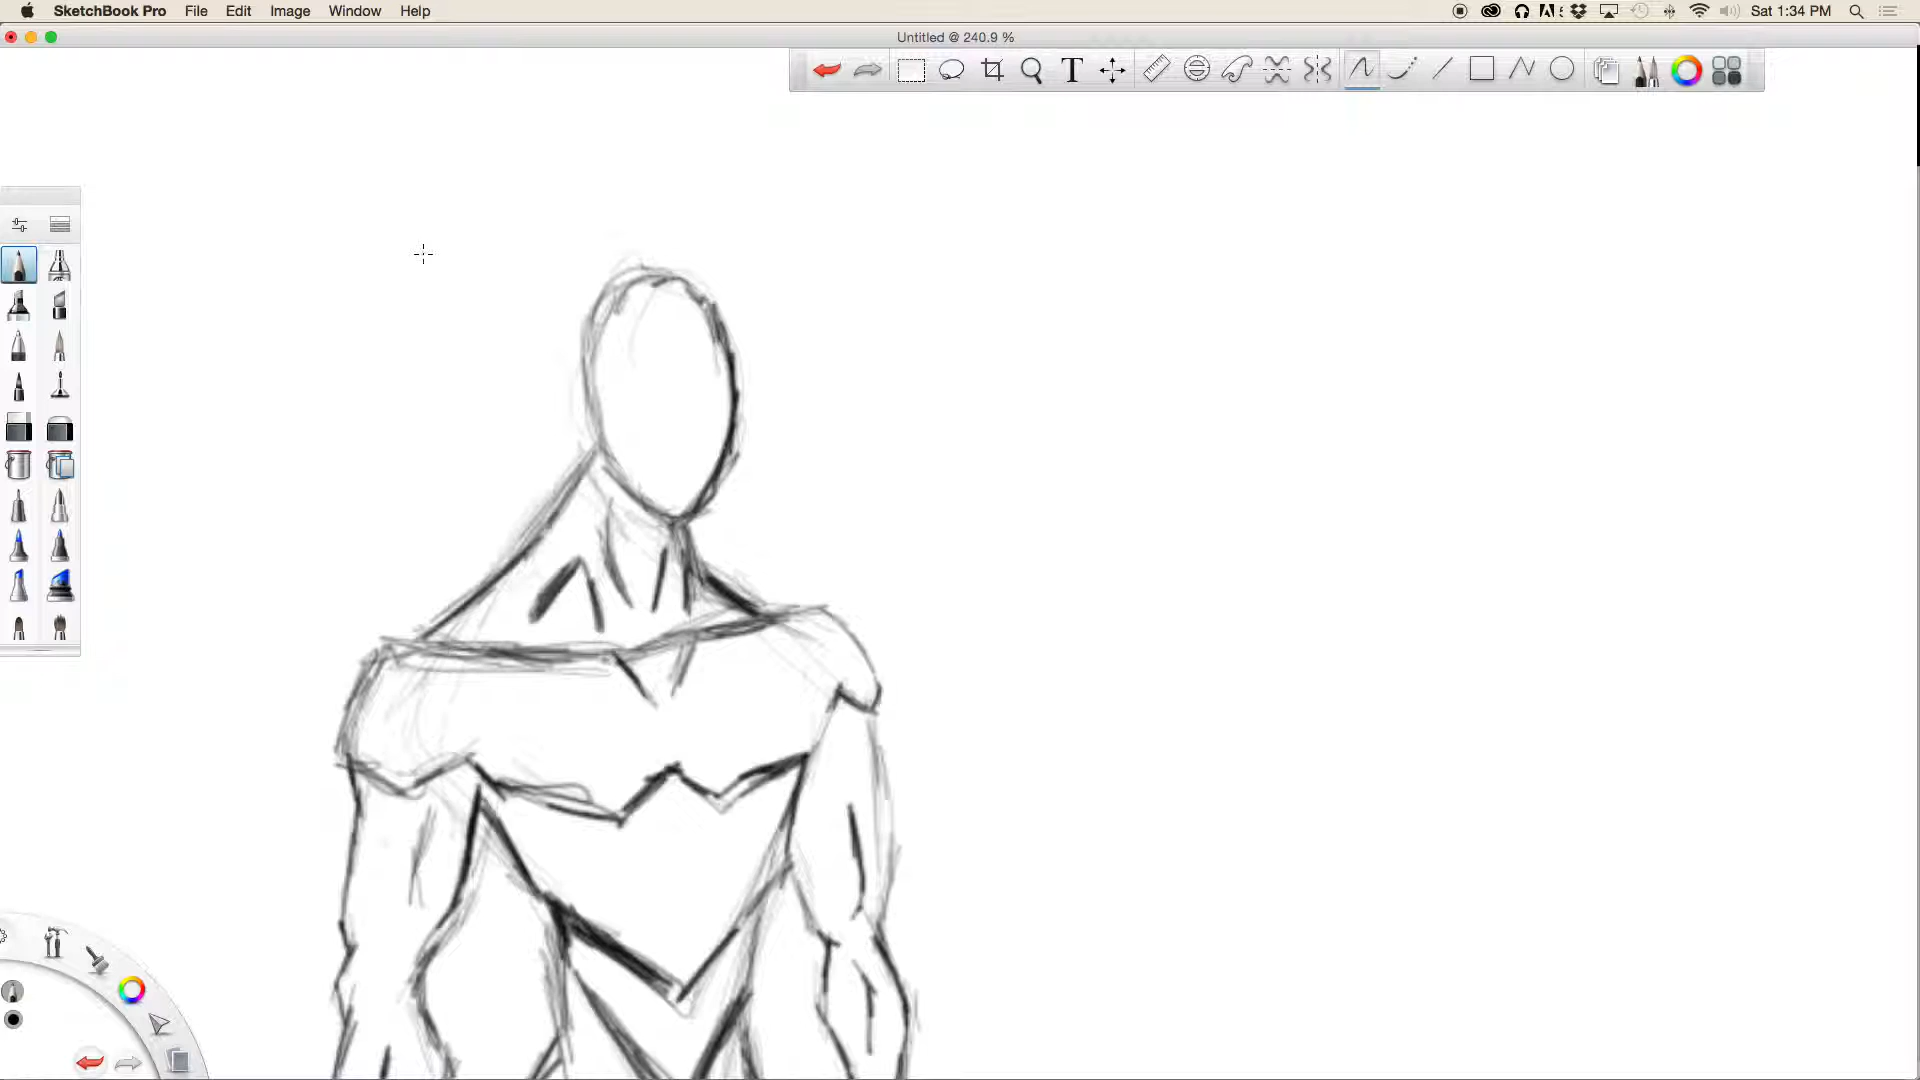 SketchBook Pro File Edit Image Window Help Sat 1:34 PM
Untitled @ 240.9 %
T